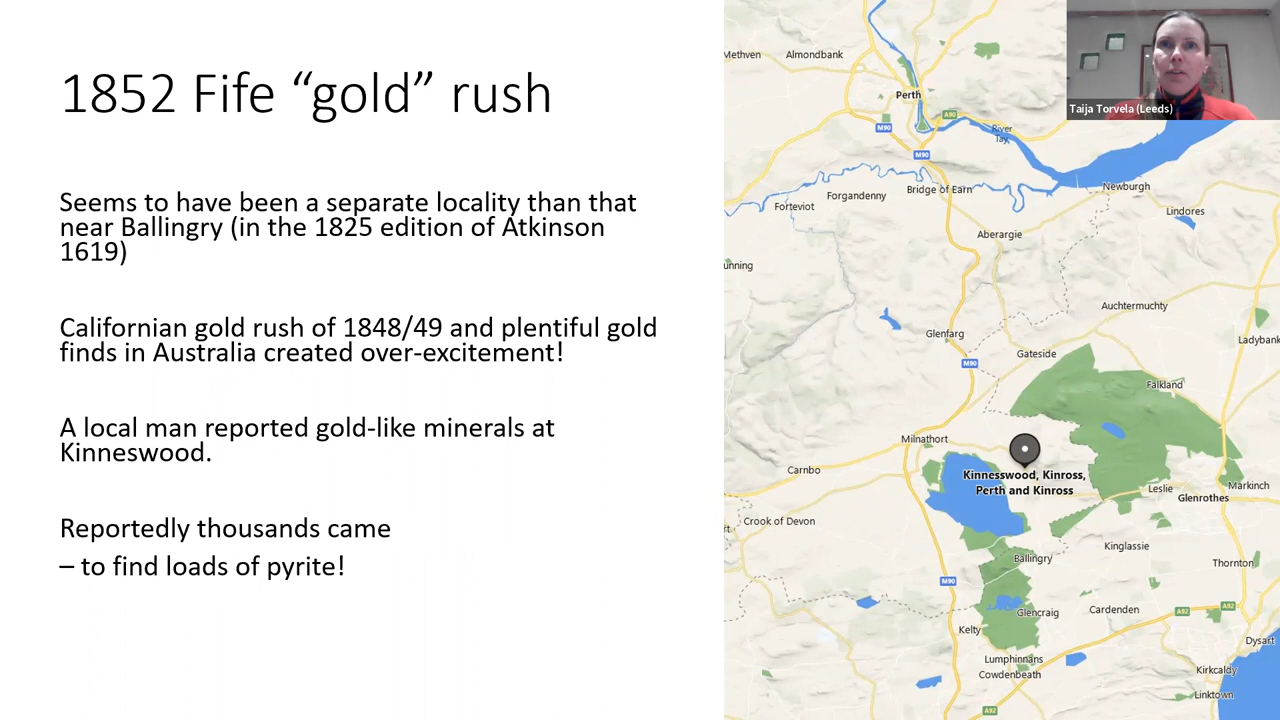 1852 Fife “gold” rush
Seems to have been a separate locality than that
near Ballingry (in the 1825 edition of Atkinson
1619)
Californian gold rush of 1848/49 and plentiful gold
finds in Australia created over-excitement!
A local man reported gold-like minerals at
Kinneswood.
Reportedly thousands came
– to find loads of pyrite!
Taija Torvela (Leeds)
Methven
Almondbank
Perth
A90
M90
River
Tay
M90
Bridge of Earn
Forgandenny
Forteviot
Newburgh
Lindores
Aberargie
unning
Auchtermuchty
Glenfarg
Ladybank
Gateside
M90
Falkland
Milnathort
Carnbo
Kinnesswood, Kinross,
Perth and Kinross
Leslie
Markinch
Glenrothes
Crook of Devon
Kinglassie
Ballingry
Thornton
M90
Glencraig
Cardenden
A92
A92
Kelty
Dysart
Lumphinnans
Cowdenbeath
Kirkcaldy
Linktown
A92